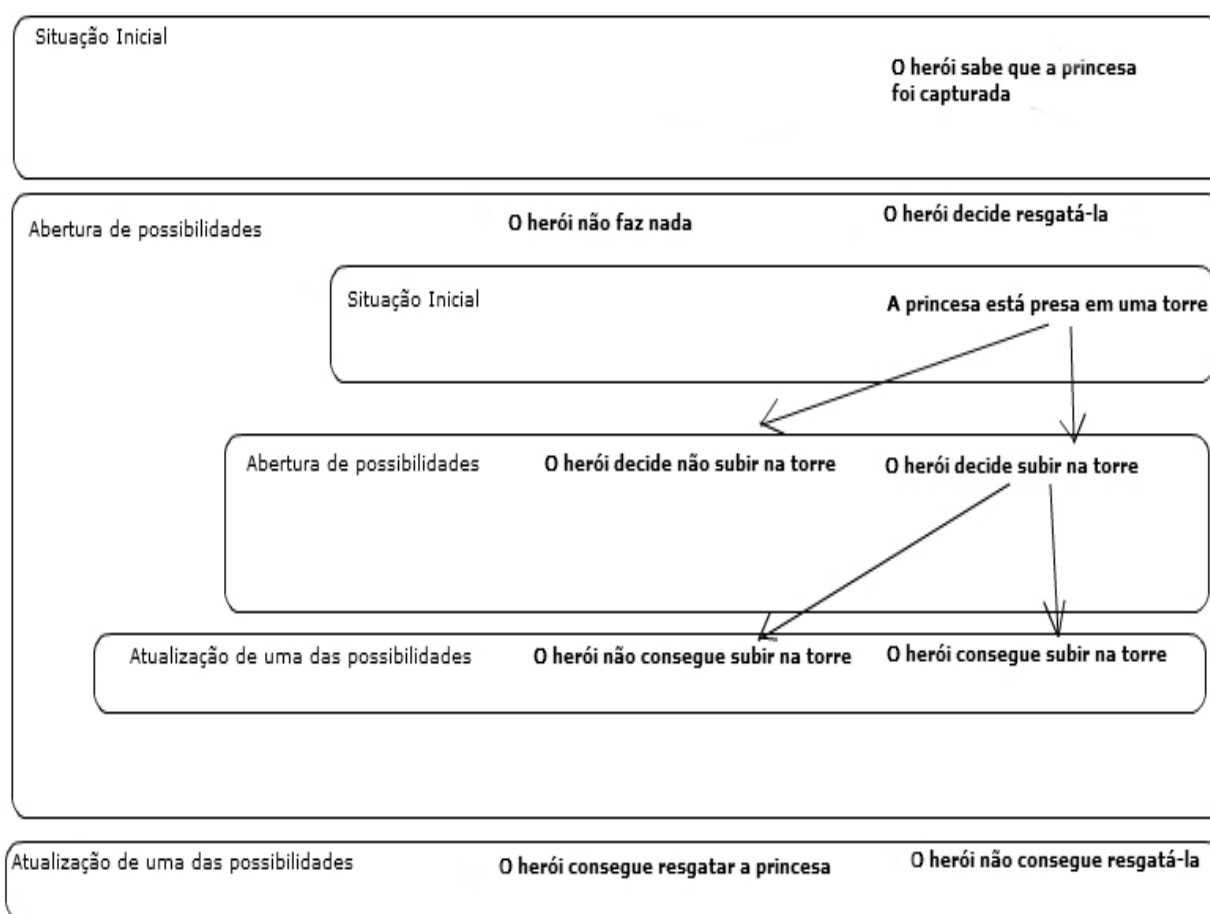 Situação Inicial
O herói sabe que a princesa
foi capturada
Abertura de possibilidades
O herói não faz nada
O herói decide resgatá-la
Situação Inicial
A princesa está presa em uma torre
Abertura de possibilidades
O herói decide não subir na torre
O herói decide subir na torre
Atualização de uma das possibilidades
O herói não consegue subir na torre
O herói consegue subir na torre
Atualização de uma das possibilidades
O herói consegue resgatar a princesa
O herói não consegue resgatá-la